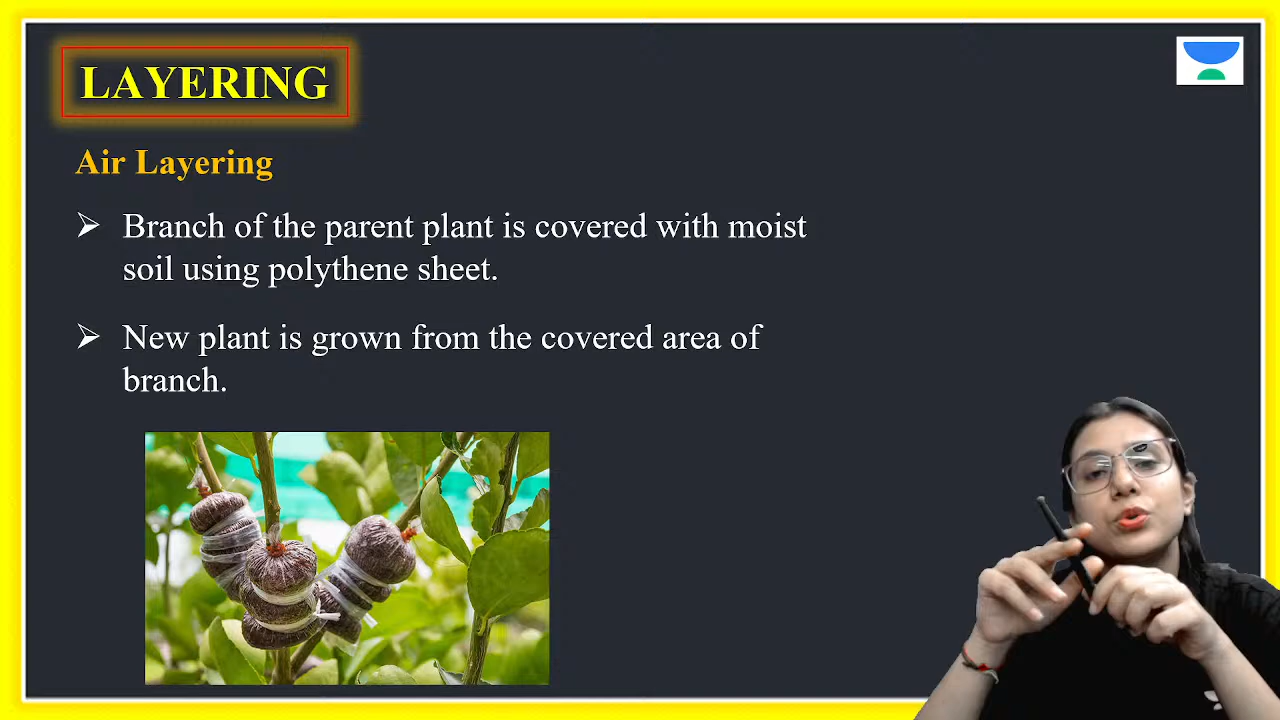 LAYERING
Air Layering
Branch of the parent plant is covered with moist
soil using polythene sheet.
New plant is grown from the covered area of
branch.